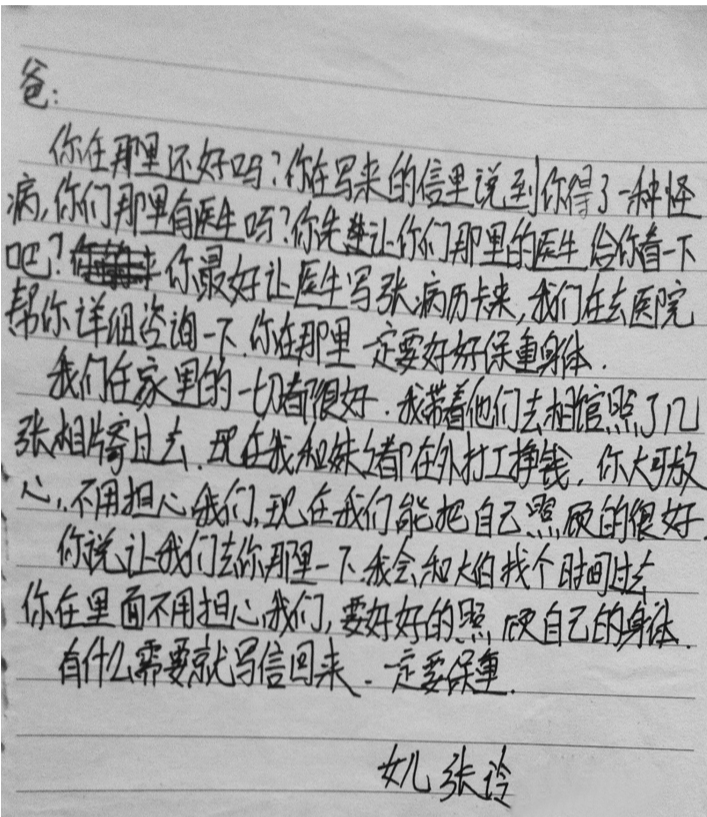 爸:
你在那里还好吗?你在写来的信里说到你得了一种怪
病,你们那里有医生吗?你先让你们那里的医生给你看一下
吧?你最好让医生写张病历卡来,我们在去医院
帮你详细咨询一下.你在那里一定要好好保重身体.
我们在家里的一切都很好.我带着他们去相馆照了几
张相片寄过去.现在我和妹妹都在外打工挣钱,你大可放
心,不用担心我们,现在我们能把自己照顾的很好.
你说让我们去你那里一下.我会和大伯找个时间过去
你在里面不用担心我们,要好好的照顾自己的身体.
有什么需要就写信回来.一定要保重.
女儿 张玲